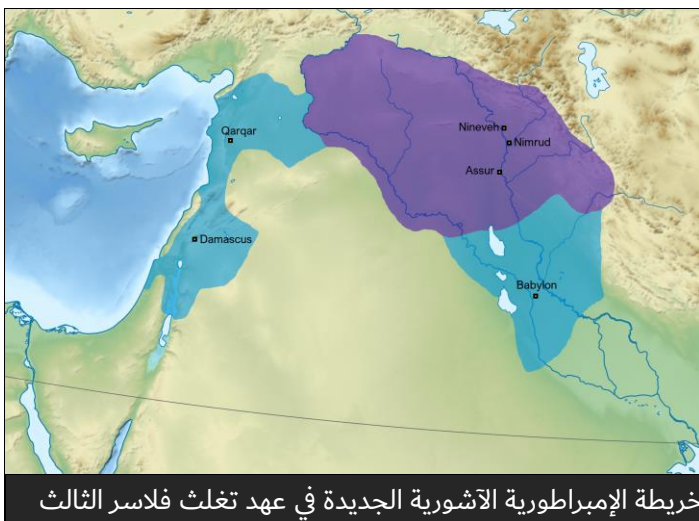 Qarqar
Nineveh
Nimrud
Assur
Damascus
Babylon
خريطة الإمبراطورية الآشورية الجديدة في عهد تغلث فلاسر الثالث